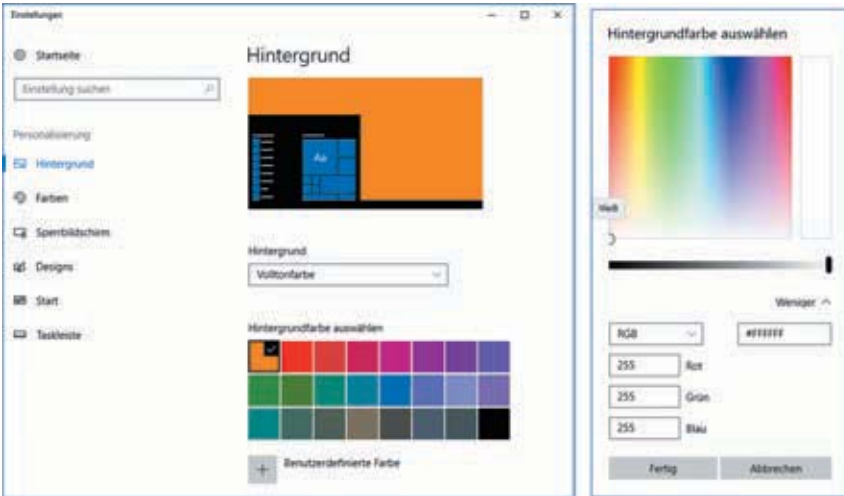 Einstellungen
Startseite
Einstellung suchen
Personalisierung
Hintergrund
Farben
Sperrbildschirm
Designs
Start
Taskleiste
Hintergrund
Aa
Hintergrund
Volltonfarbe
Hintergrundfarbe auswählen
Benutzerdefinierte Farbe
Hintergrundfarbe auswählen
Weiß
Weniger
RGB #FFFFFF
255 Rot
255 Grün
255 Blau
Fertig Abbrechen